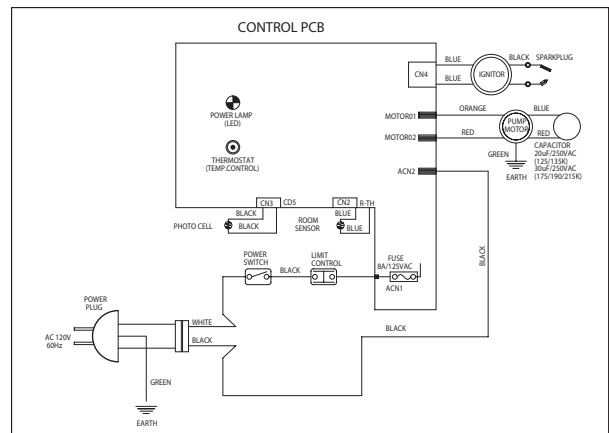 CONTROL PCB
CN4
BLUE
BLUE
IGNITOR
BLACK
SPARKPLUG
POWER LAMP
(LED)
THERMOSTAT
(TEMP.CONTROL)
MOTOR01
MOTOR02
ACN2
ORANGE
RED
PUMP
MOTOR
BLUE
RED
GREEN
EARTH
CAPACITOR
20uF/250VAC
(125/135K)
30uF/250VAC
(175/190/215K)
CN3
CDS
CN2
R-TH
BLACK
BLACK
PHOTO CELL
ROOM
SENSOR
BLUE
BLUE
POWER
SWITCH
BLACK
LIMIT
CONTROL
FUSE
8A/125VAC
ACN1
BLACK
POWER
PLUG
AC 120V
60Hz
WHITE
BLACK
BLACK
GREEN
EARTH